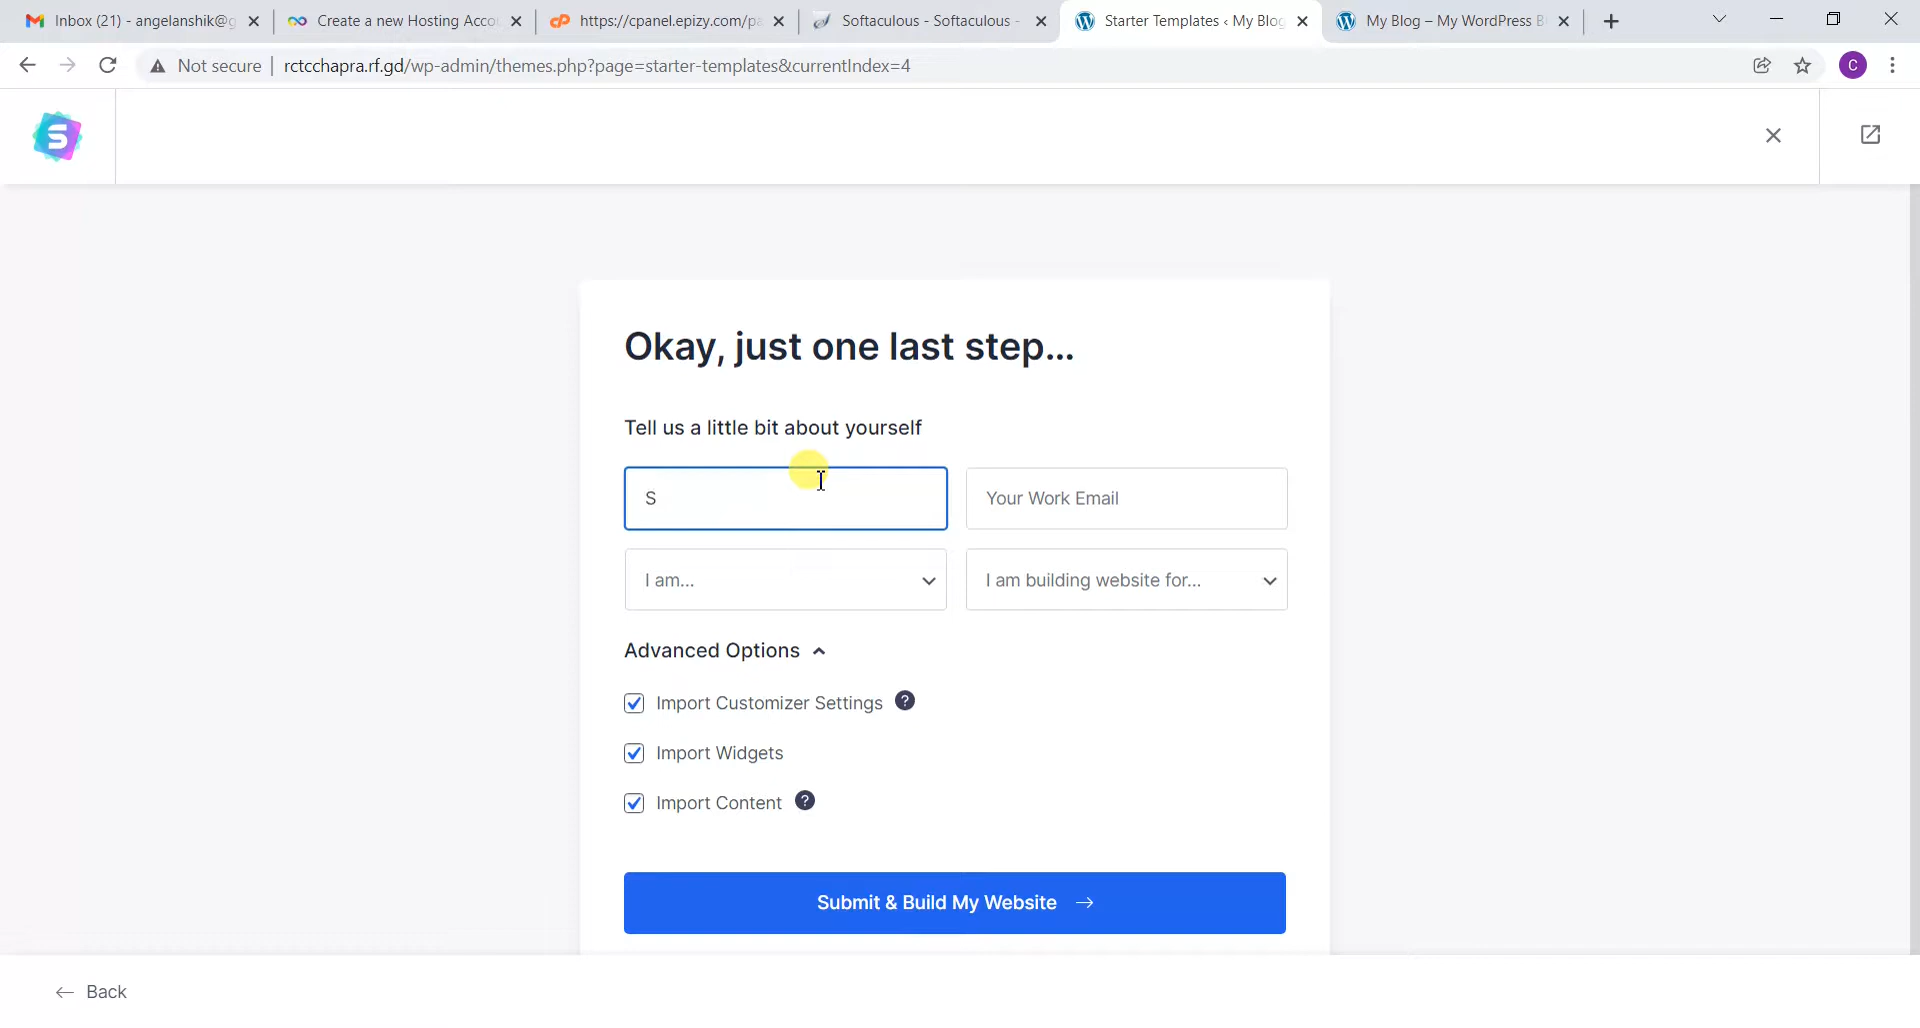 Inbox (21) - angelanshik@g
Create a new Hosting Acco
https://cpanel.epizy.com/pa
Softaculous - Softaculous -
Starter Templates ‹ My Blog
My Blog – My WordPress B
Not secure
rctcchapra.rf.gd/wp-admin/themes.php?page=starter-templates&currentIndex=4
C
S
Okay, just one last step...
Tell us a little bit about yourself
S
Your Work Email
I am...
I am building website for...
Advanced Options
Import Customizer Settings ?
Import Widgets
Import Content ?
Submit & Build My Website →
← Back